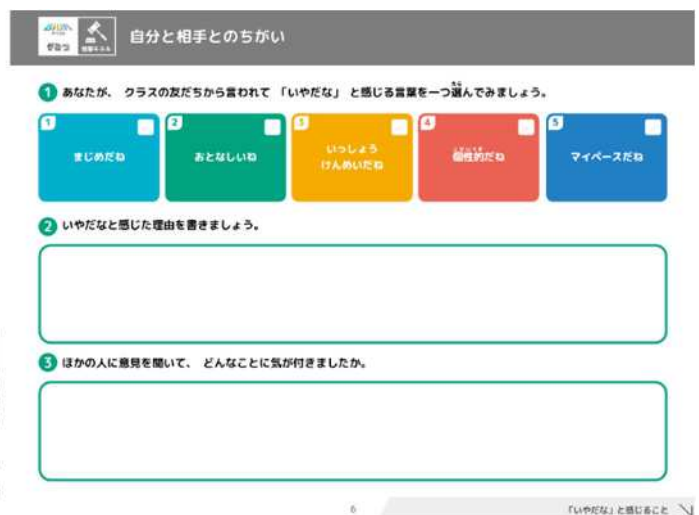 自分と相手とのちがい
1 あなたが、 クラスの友だちから言われて 「いやだな」 と感じる言葉を一つ選んでみましょう。
1
まじめだね
2
おとなしいね
3
いっしょう
けんめいだね
4
個性的だね
5
マイペースだね
2 いやだなと感じた理由を書きましょう。
3 ほかの人に意見を聞いて、 どんなことに気が付きましたか。
6
「いやだな」と感じること